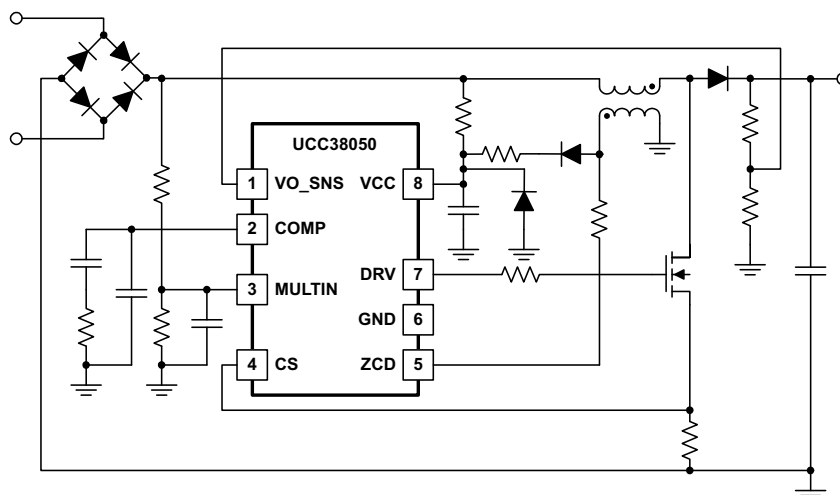 UCC38050
1 VO_SNS VCC 8
2 COMP
DRV 7
3 MULTIN
GND 6
4 CS ZCD 5